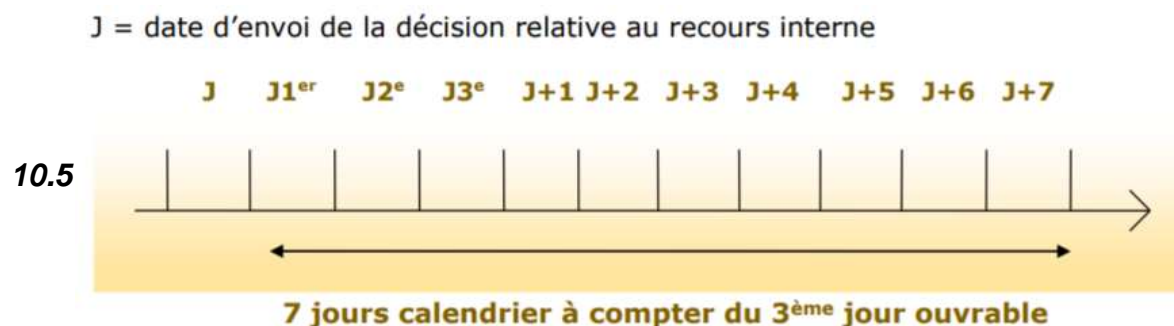 J = date d’envoi de la décision relative au recours interne
J J1er J2e J3e J+1 J+2 J+3 J+4 J+5 J+6 J+7
10.5
7 jours calendrier à compter du 3ème jour ouvrable